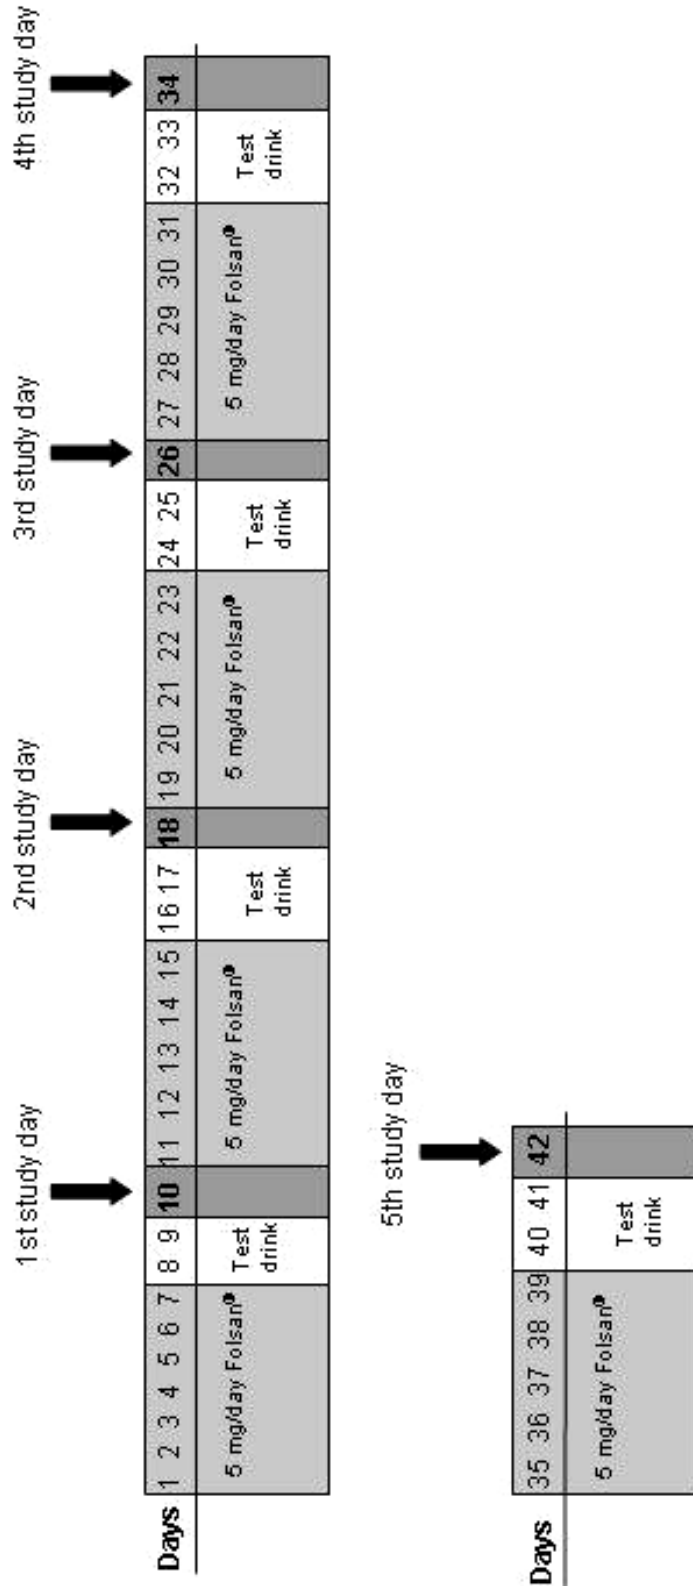 1st study day
2nd study day
3rd study day
4th study day
Days 1 2 3 4 5 6 7 8 9 10 11 12 13 14 15 16 17 18 19 20 21 22 23 24 25 26 27 28 29 30 31 32 33 34
5 mg/day Folsan
Test
drink
5 mg/day Folsan
Test
drink
5 mg/day Folsan
Test
drink
5 mg/day Folsan
Test
drink
5th study day
Days 35 36 37 38 39 40 41 42
5 mg/day Folsan
Test
drink